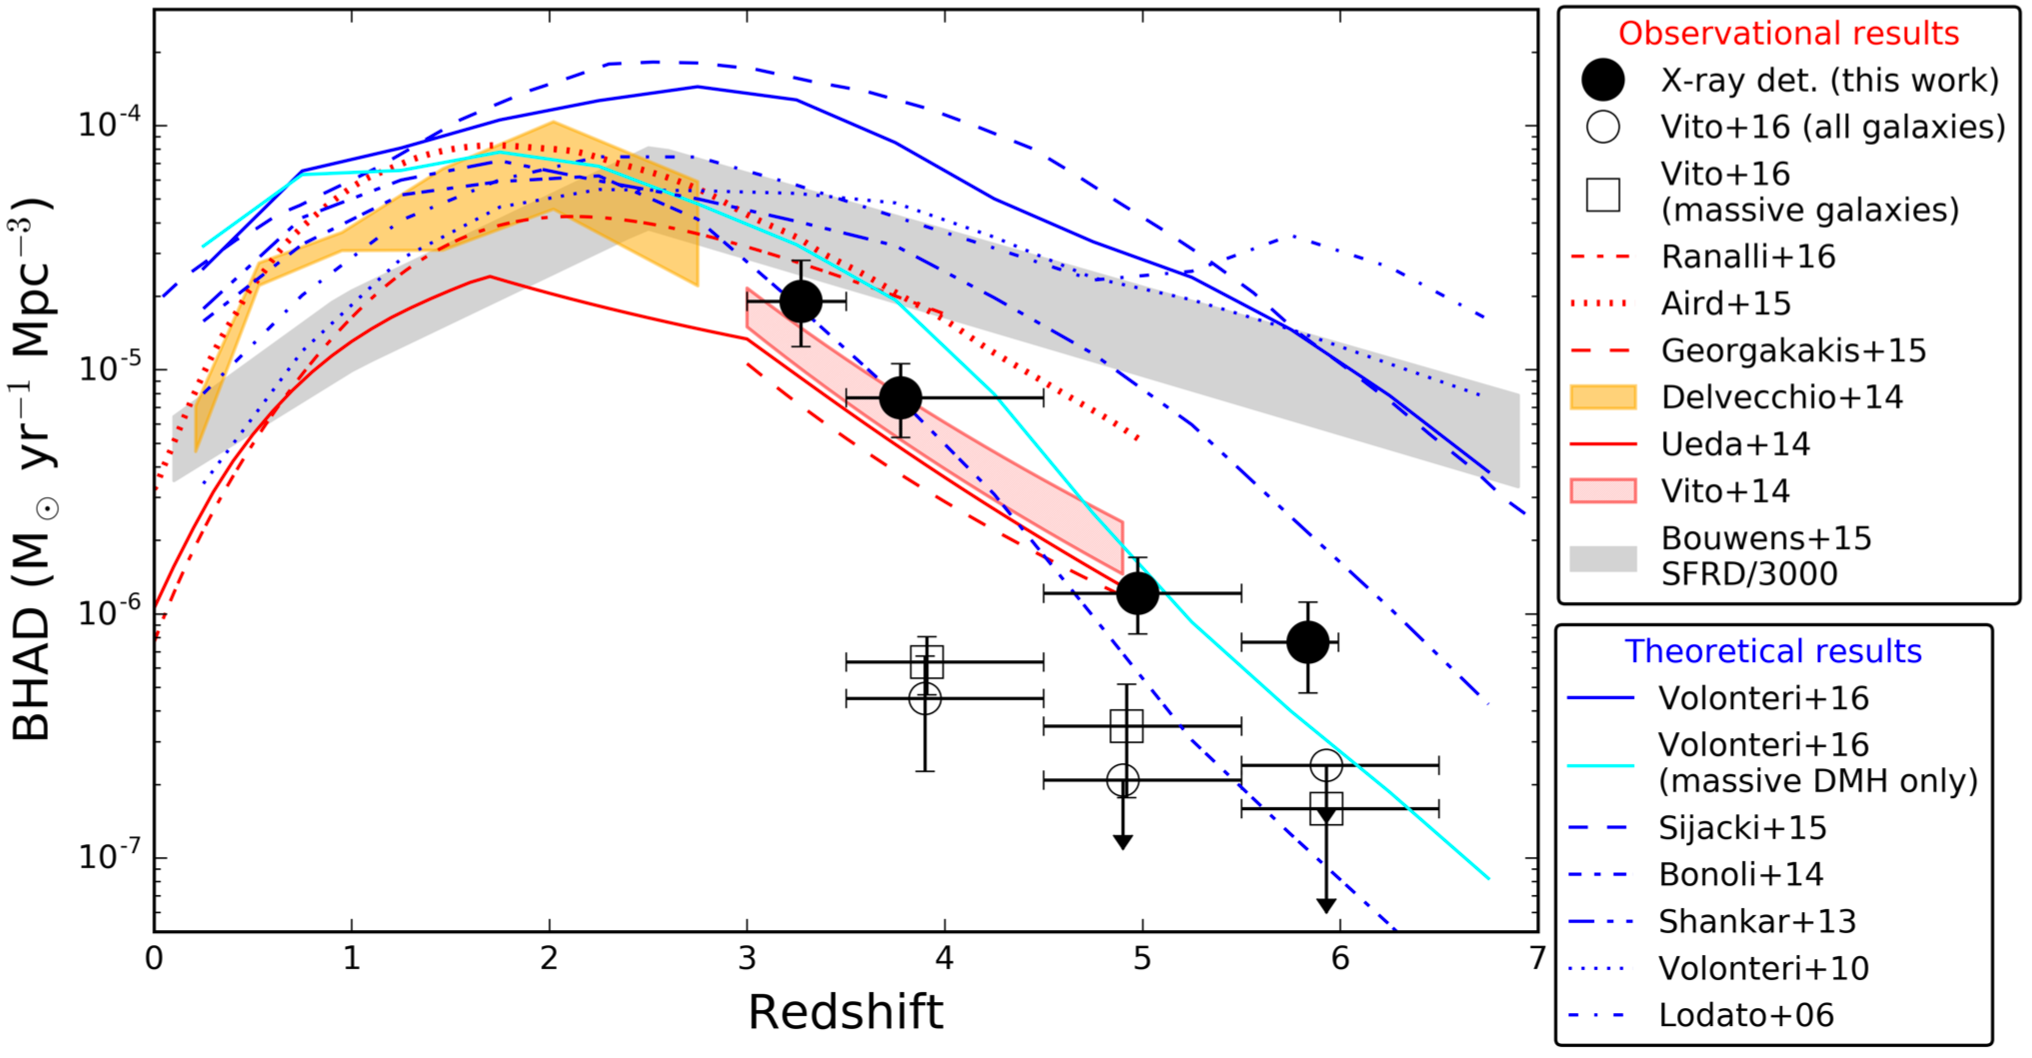 BHAD (M⊙ yr⁻¹ Mpc⁻³)
10⁻⁴
10⁻⁵
10⁻⁶
10⁻⁷
0 1 2 3 4 5 6 7
Redshift
Observational results
X-ray det. (this work)
Vito+16 (all galaxies)
Vito+16
(massive galaxies)
Ranalli+16
Aird+15
Georgakakis+15
Delvecchio+14
Ueda+14
Vito+14
Bouwens+15
SFRD/3000
Theoretical results
Volonteri+16
Volonteri+16
(massive DMH only)
Sijacki+15
Bonoli+14
Shankar+13
Volonteri+10
Lodato+06